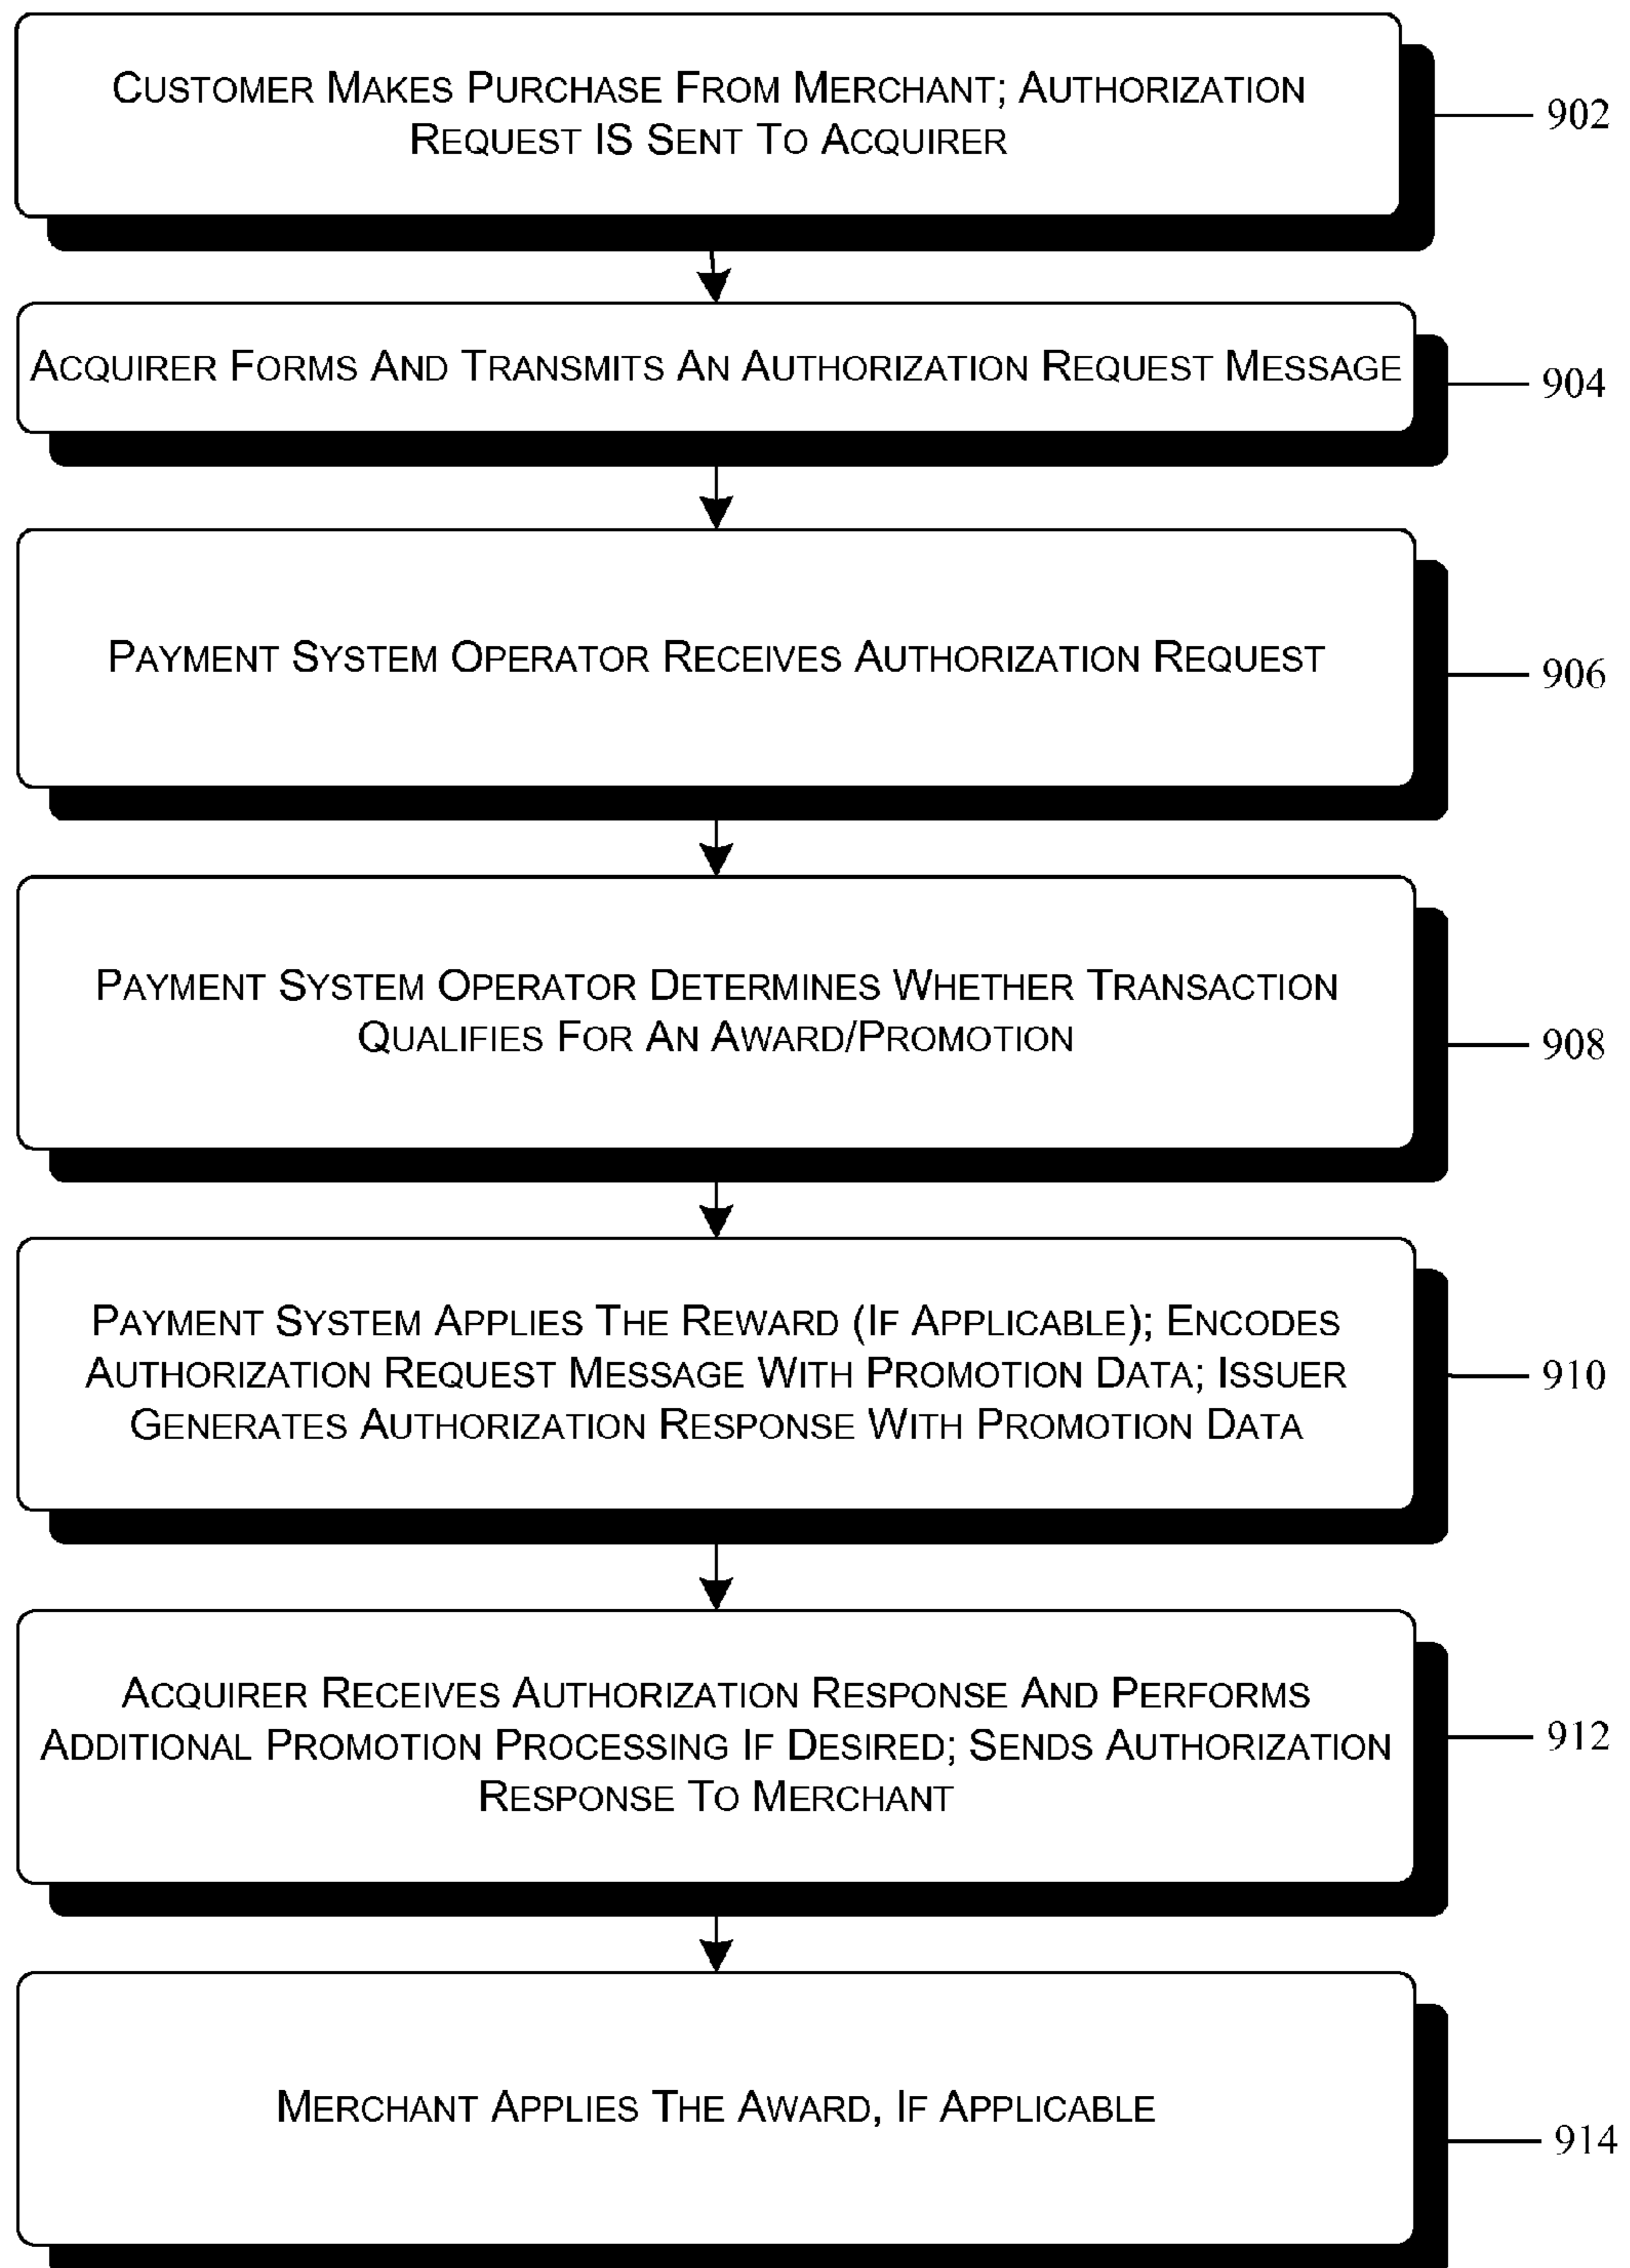 CUSTOMER MAKES PURCHASE FROM MERCHANT; AUTHORIZATION
REQUEST IS SENT TO ACQUIRER
902
ACQUIRER FORMS AND TRANSMITS AN AUTHORIZATION REQUEST MESSAGE
904
PAYMENT SYSTEM OPERATOR RECEIVES AUTHORIZATION REQUEST
906
PAYMENT SYSTEM OPERATOR DETERMINES WHETHER TRANSACTION
QUALIFIES FOR AN AWARD/PROMOTION
908
PAYMENT SYSTEM APPLIES THE REWARD (IF APPLICABLE); ENCODES
AUTHORIZATION REQUEST MESSAGE WITH PROMOTION DATA; ISSUER
GENERATES AUTHORIZATION RESPONSE WITH PROMOTION DATA
910
ACQUIRER RECEIVES AUTHORIZATION RESPONSE AND PERFORMS
ADDITIONAL PROMOTION PROCESSING IF DESIRED; SENDS AUTHORIZATION
RESPONSE TO MERCHANT
912
MERCHANT APPLIES THE AWARD, IF APPLICABLE
914